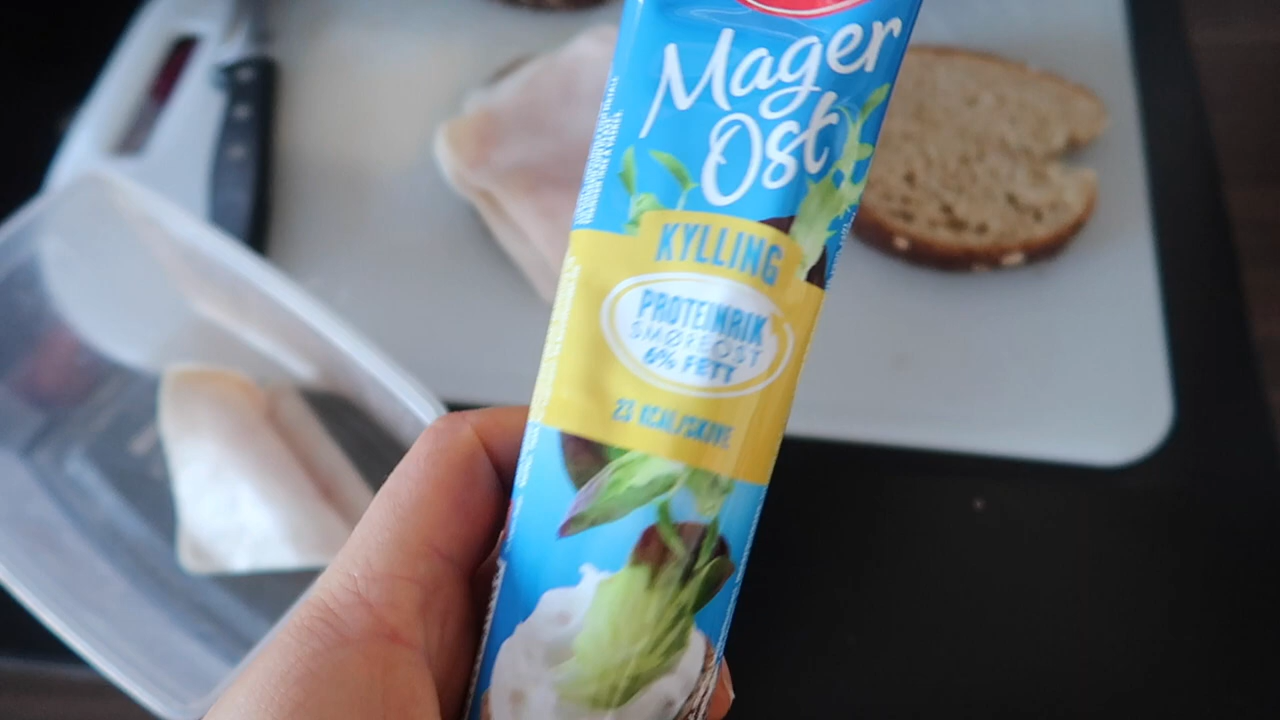 Mager
Ost
KYLLING
PROTEINRIK
SMØREOST
6% FETT
23 KCAL/SKIVE